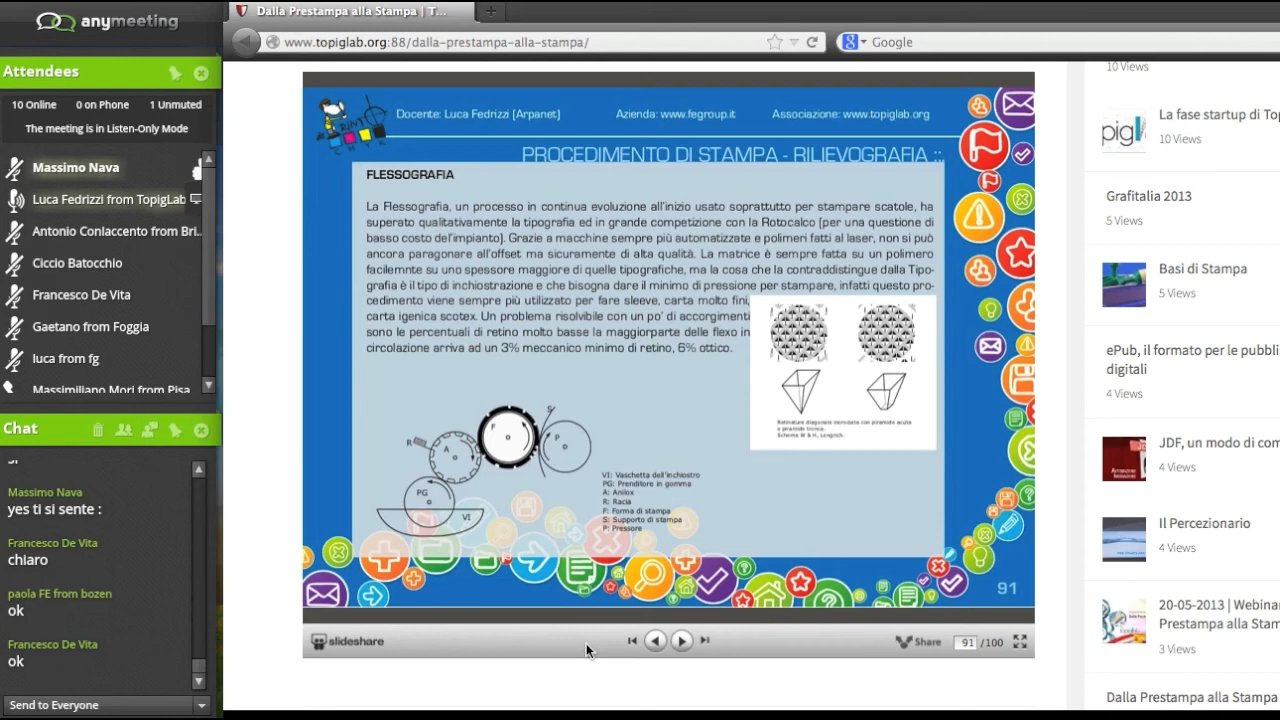 anymeeting
Attendees
10 Online 0 on Phone 1 Unmuted
The meeting is in Listen-Only Mode
Massimo Nava
Luca Fedrizzi from TopigLab
Antonio Conlaccento from Bri..
Ciccio Batocchio
Francesco De Vita
Gaetano from Foggia
luca from fg
Massimiliano Mori from Pisa
Chat
si
Massimo Nava
yes ti si sente :
Francesco De Vita
chiaro
paola FE from bozen
ok
Francesco De Vita
ok
Send to Everyone
Dalla Prestampa alla Stampa | T...
www.topiglab.org:88/dalla-prestampa-alla-stampa/
Google
Docente: Luca Fedrizzi (Arpanet) Azienda: www.fegroup.it Associazione: www.topiglab.org
PROCEDIMENTO DI STAMPA - RILIEVOGRAFIA ::.
FLESSOGRAFIA
La Flessografia, un processo in continua evoluzione all'inizio usato soprattutto per stampare scatole, ha
superato qualitativamente la tipografia ed in grande competizione con la Rotocalco (per una questione di
basso costo dell'impianto). Grazie a macchine sempre più automatizzate e polimeri fatti al laser, non si può
ancora paragonare all'offset ma sicuramente di alta qualità. La matrice è sempre fatta su un polimero
facilemnte su uno spessore maggiore di quelle tipografiche, ma la cosa che la contraddistingue dalla Tipo-
grafia è il tipo di inchiostrazione e che bisogna dare il minimo di pressione per stampare, infatti questo pro-
cedimento viene sempre più utilizzato per fare sleeve, carta molto fini,
carta igenica scotex. Un problema risolvibile con un po' di accorgimenti
sono le percentuali di retino molto basse la maggiorparte delle flexo in
circolazione arriva ad un 3% meccanico minimo di retino, 6% ottico.
Retinatura diagonale incrociata con piramide acuta
e piramide tronca.
Schema W & H, Lengrich.
R
A
F
S
P
PG
VI
VI: Vaschetta dell'inchiostro
PG: Prenditore in gomma
A: Anilox
R: Racla
F: Forma di stampa
S: Supporto di stampa
P: Pressore
91
slideshare
Share
91 /100
10 Views
La fase startup di Top
10 Views
Grafitalia 2013
5 Views
Basi di Stampa
5 Views
ePub, il formato per le pubbli
digitali
4 Views
JDF, un modo di com
4 Views
Il Percezionario
4 Views
20-05-2013 | Webinar
Prestampa alla Stam
3 Views
Dalla Prestampa alla Stampa